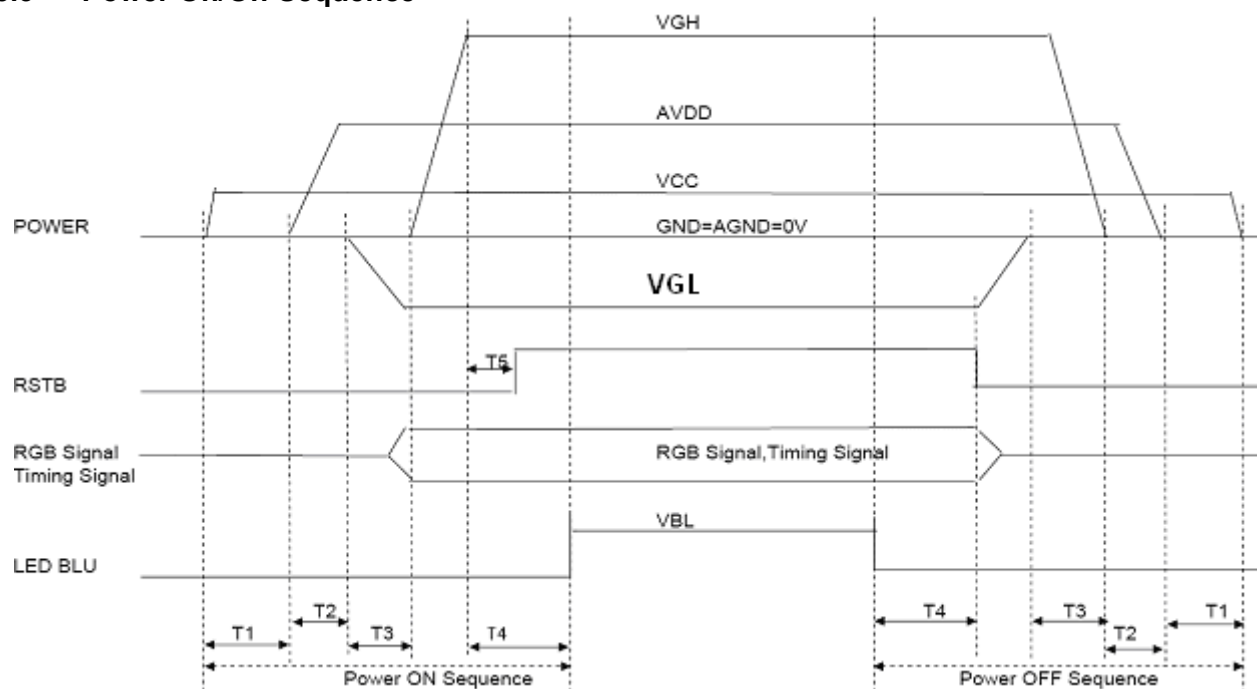 Power On/Off Sequence
VGH
AVDD
VCC
POWER
GND=AGND=0V
VGL
T5
RSTB
RGB Signal
Timing Signal
RGB Signal,Timing Signal
VBL
LED BLU
T1
T2
T3
T4
T4
T3
T2
T1
Power ON Sequence
Power OFF Sequence